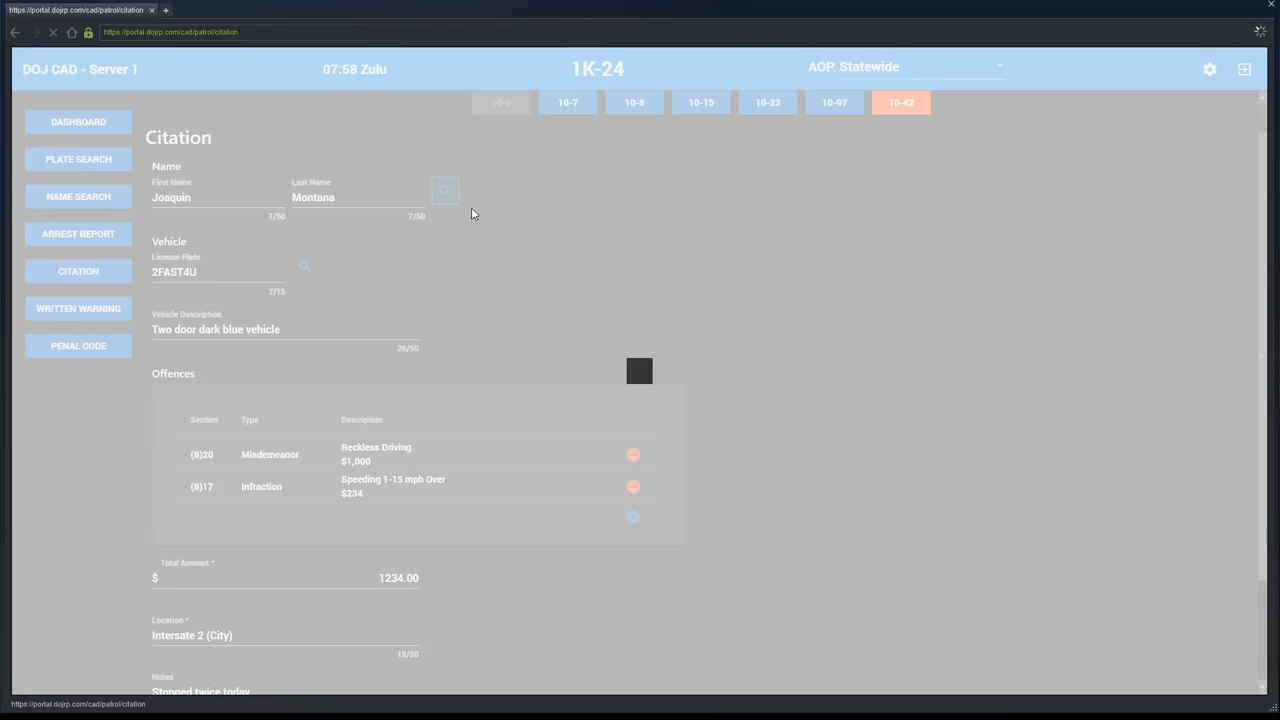 https://portal.dojrp.com/cad/patrol/citation
https://portal.dojrp.com/cad/patrol/citation
DOJ CAD - Server 1
07:58 Zulu
1K-24
AOP: Statewide
10-6
10-7
10-8
10-15
10-23
10-97
10-42
DASHBOARD
PLATE SEARCH
NAME SEARCH
ARREST REPORT
CITATION
WRITTEN WARNING
PENAL CODE
Citation
Name
First Name
Last Name
Joaquin
Montana
7/50
7/50
Vehicle
License Plate
2FAST4U
7/15
Vehicle Description
Two door dark blue vehicle
26/50
Offences
Section Type Description
(8)20 Misdemeanor Reckless Driving
$1,000
(8)17 Infraction Speeding 1-15 mph Over
$234
Total Amount *
$ 1234.00
Location *
Intersate 2 (City)
18/50
Notes
Stopped twice today
https://portal.dojrp.com/cad/patrol/citation